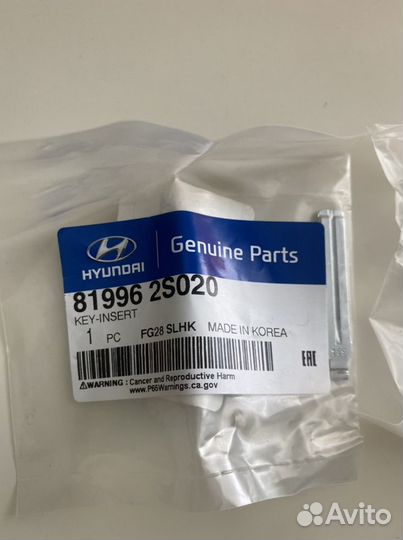 HYUNDAI
Genuine Parts
81996 2S020
KEY-INSERT
1 PC FG28 SLHK MADE IN KOREA
EAC
WARNING : Cancer and Reproductive Harm
www.P65Warnings.ca.gov
Avito